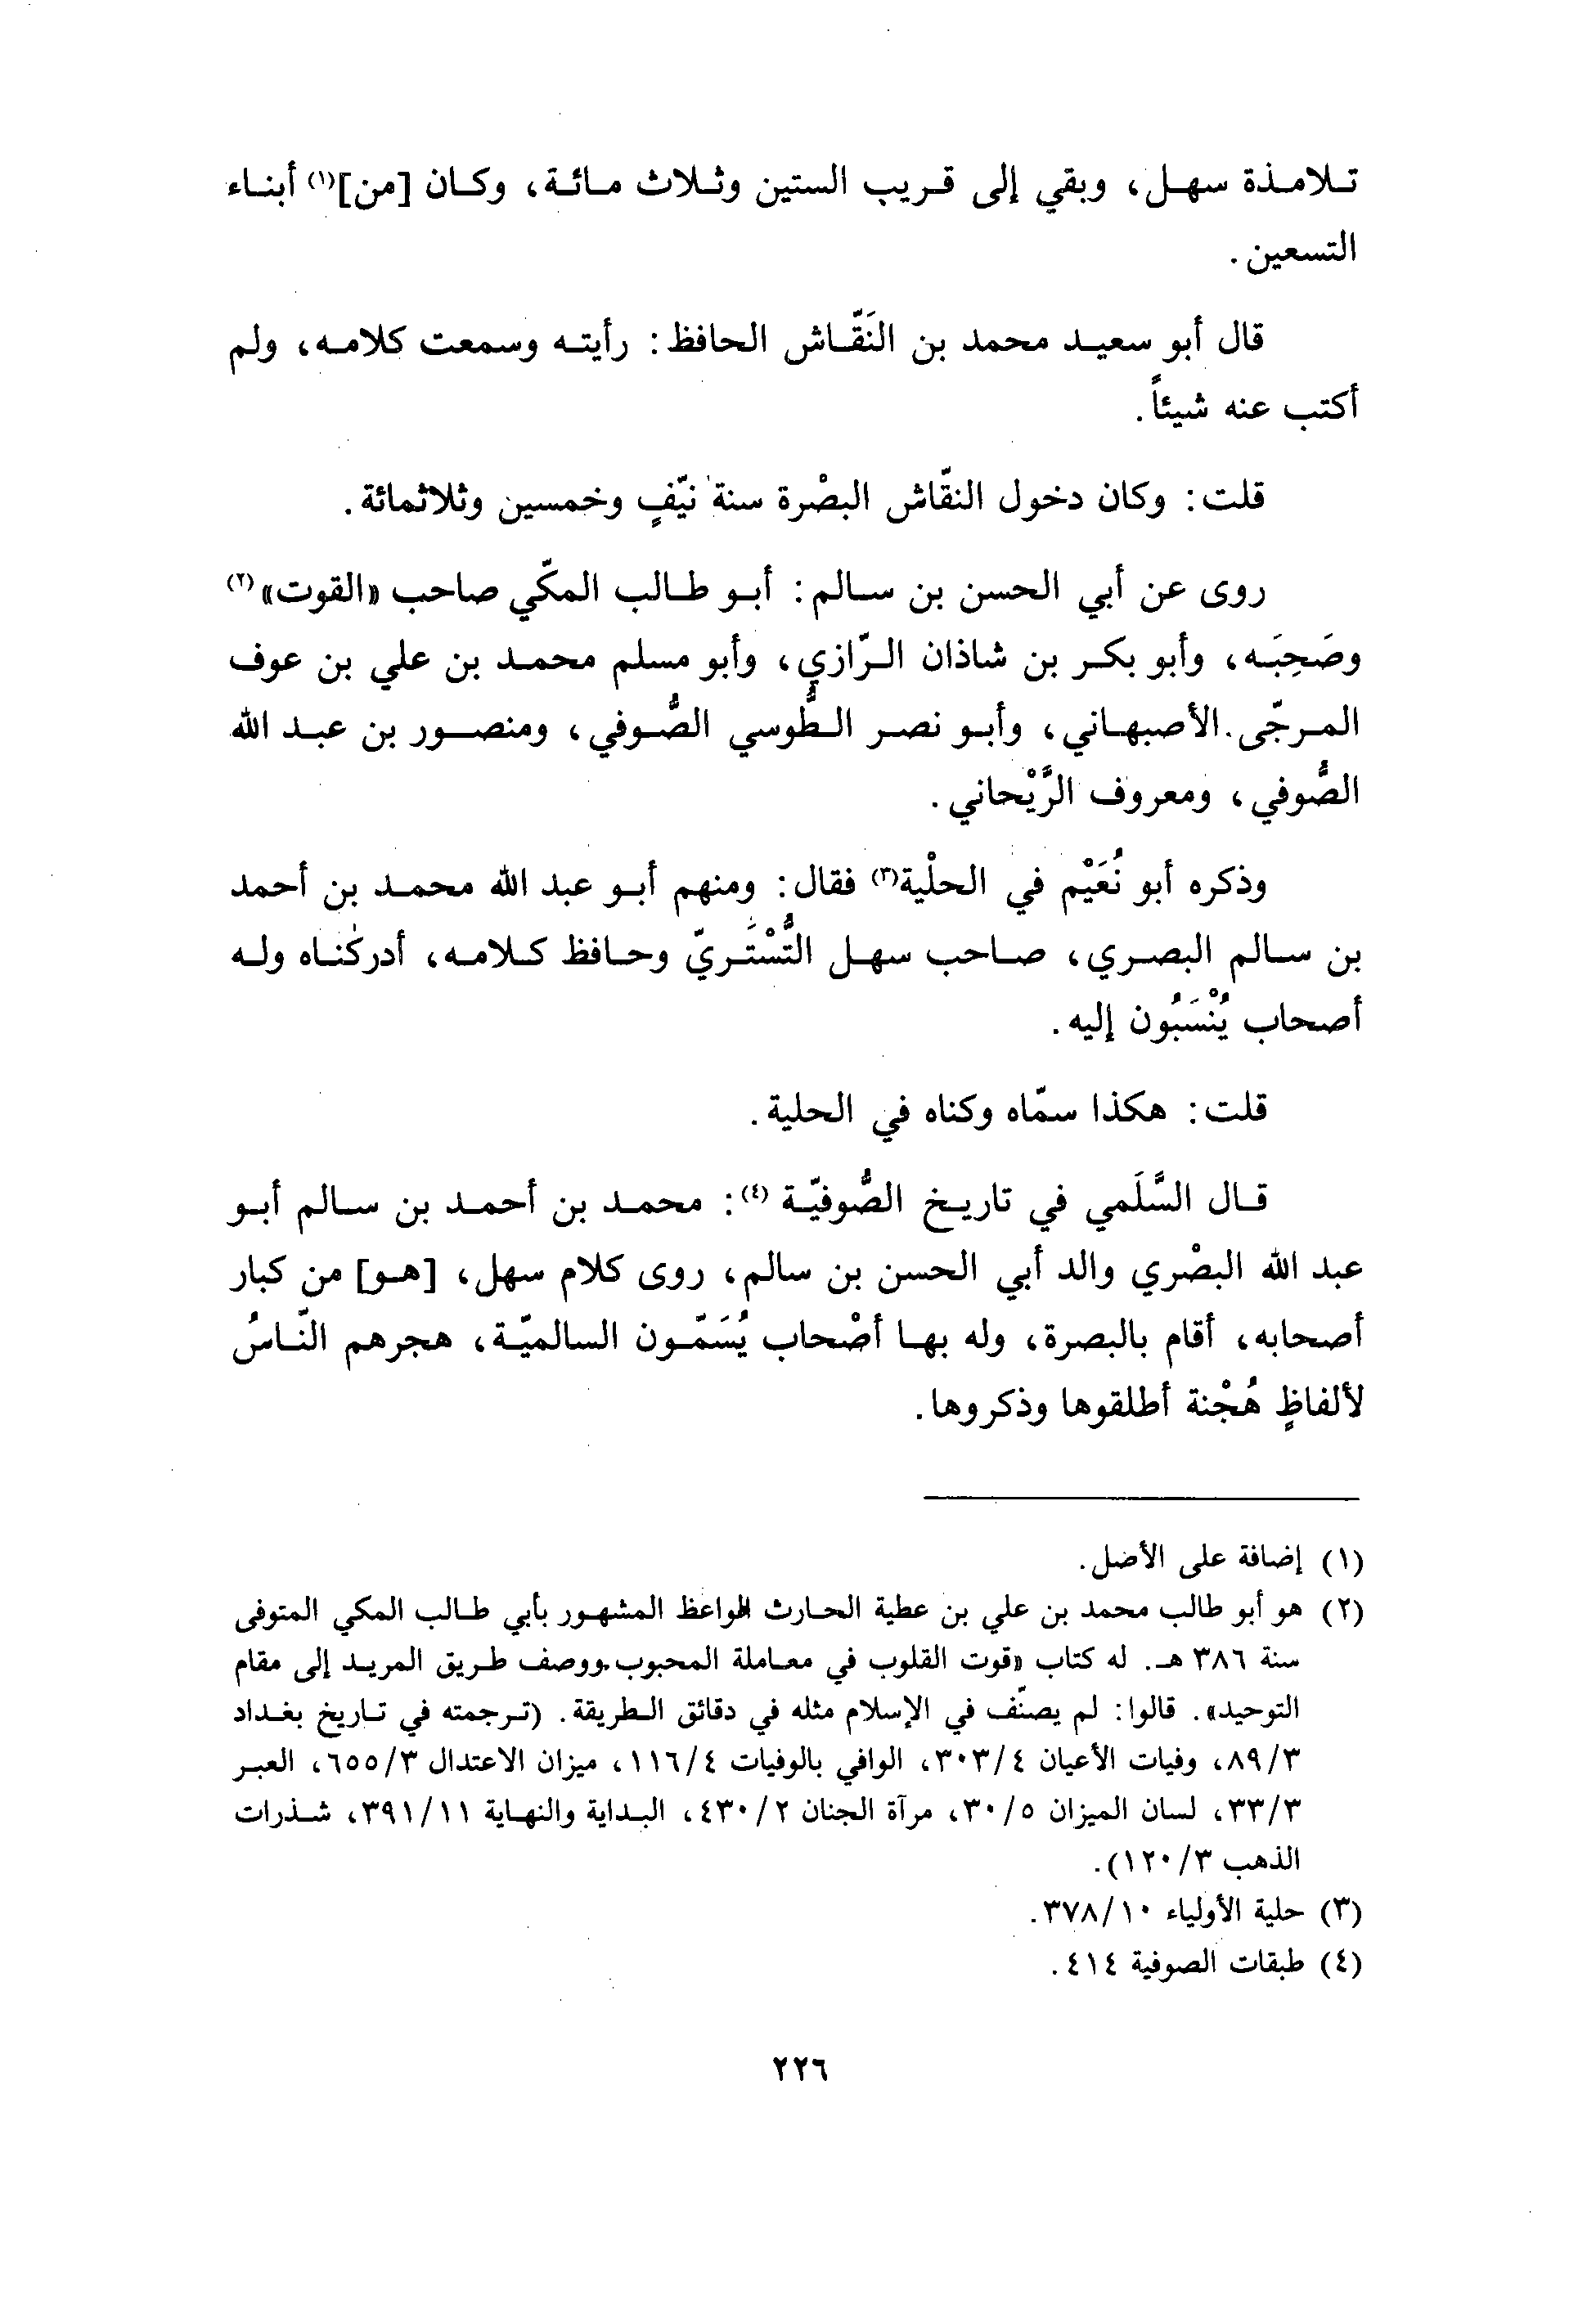 تلامذة سهل، وبقي إلى قريب الستين وثلاث مائة، وكان [من]⁽¹⁾ أبناء
التسعين.
قال أبو سعيد محمد بن النَقّاش الحافظ: رأيته وسمعت كلامه، ولم
أكتب عنه شيئاً.
قلت: وكان دخول النقّاش البصْرة سنة نيّفٍ وخمسين وثلاثمائة.
روى عن أبي الحسن بن سالم: أبو طالب المكّي صاحب «القوت»⁽٢⁾
وصَحِبَه، وأبو بكر بن شاذان الرّازي، وأبو مسلم محمد بن علي بن عوف
المرجّى الأصبهاني، وأبو نصر الطُّوسي الصُّوفي، ومنصور بن عبد الله
الصُّوفي، ومعروف الرَّيْحاني.
وذكره أبو نُعَيْم في الحلْية⁽٣⁾ فقال: ومنهم أبو عبد الله محمد بن أحمد
بن سالم البصري، صاحب سهل التُّسْتَريّ وحافظ كلامه، أدركناه وله
أصحاب يُنْسَبُون إليه.
قلت: هكذا سمّاه وكناه في الحلية.
قال السَّلَمي في تاريخ الصُّوفيّة⁽٤⁾: محمد بن أحمد بن سالم أبو
عبد الله البصْري والد أبي الحسن بن سالم، روى كلام سهل، [هو] من كبار
أصحابه، أقام بالبصرة، وله بها أصْحاب يُسَمّون السالميّة، هجرهم النّاسُ
لألفاظٍ هُجْنة أطلقوها وذكروها.
(١) إضافة على الأصل.
(٢) هو أبو طالب محمد بن علي بن عطية الحارث الواعظ المشهور بأبي طالب المكي المتوفى
سنة ٣٨٦ هـ. له كتاب «قوت القلوب في معاملة المحبوب ووصف طريق المريد إلى مقام
التوحيد». قالوا: لم يصنّف في الإسلام مثله في دقائق الطريقة. (ترجمته في تاريخ بغداد
٨٩/٣، وفيات الأعيان ٣٠٣/٤، الوافي بالوفيات ١١٦/٤، ميزان الاعتدال ٦٥٥/٣، العبر
٣٣/٣، لسان الميزان ٣٠/٥، مرآة الجنان ٤٣٠/٢، البداية والنهاية ٣٩١/١١، شذرات
الذهب ١٢٠/٣).
(٣) حلية الأولياء ٣٧٨/١٠.
(٤) طبقات الصوفية ٤١٤.
٢٢٦